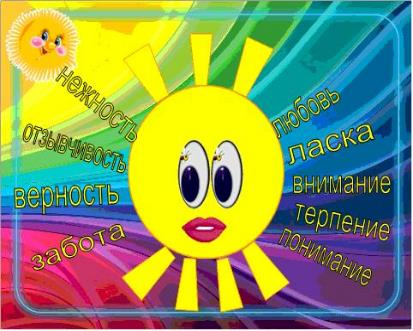 нежность
отзывчивость
верность
забота
любовь
ласка
внимание
терпение
понимание